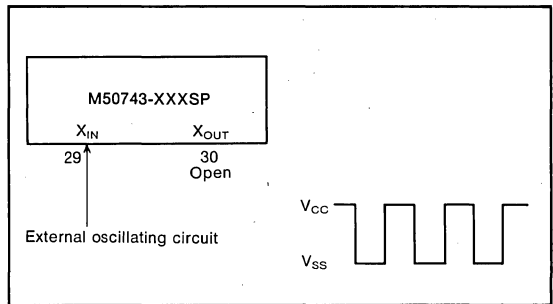 M50743-XXXSP
XIN XOUT
29 30
Open
External oscillating circuit
VCC
VSS